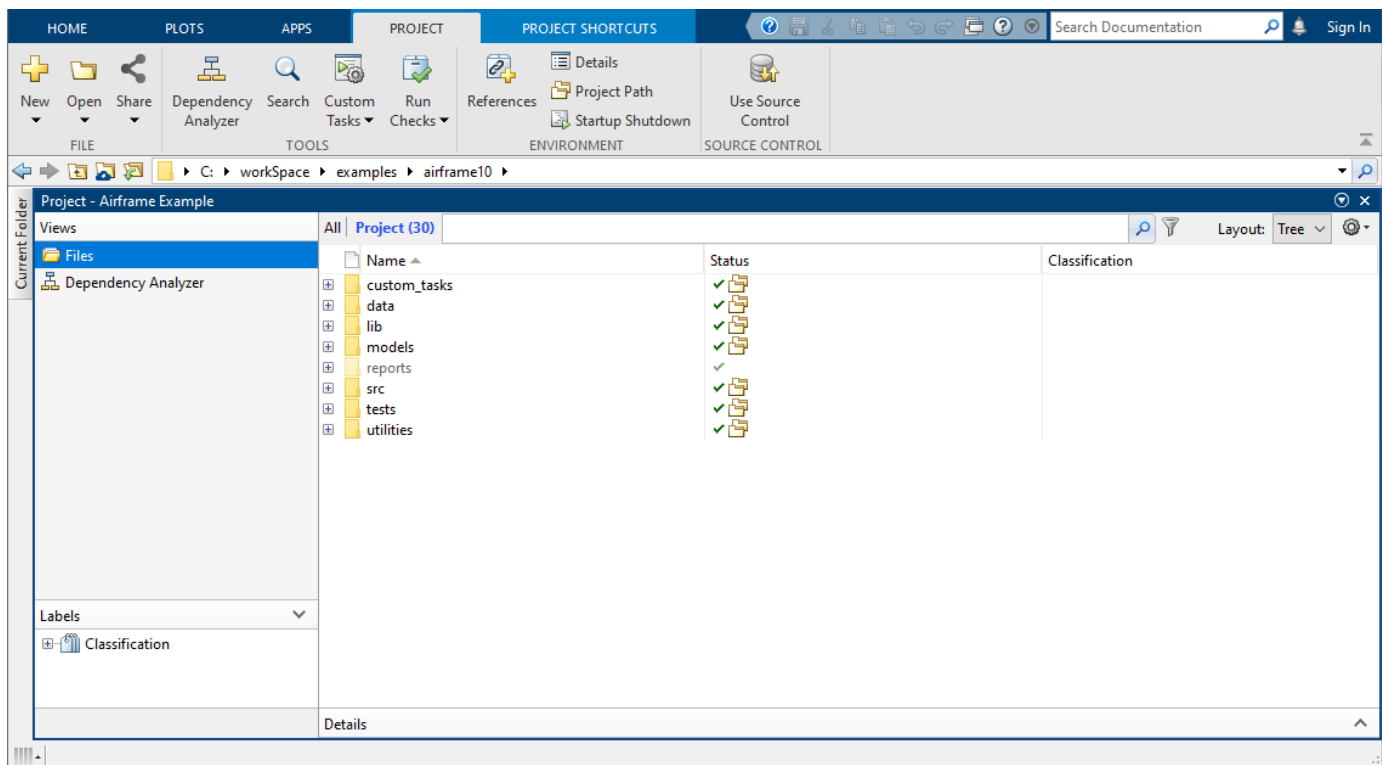 HOME PLOTS APPS PROJECT PROJECT SHORTCUTS Search Documentation Sign In
New Open Share Dependency Analyzer Search Custom Tasks Run Checks References Details Project Path Startup Shutdown Use Source Control
FILE TOOLS ENVIRONMENT SOURCE CONTROL
C: workSpace examples airframe10
Current Folder
Project - Airframe Example
Views
All Project (30) Layout: Tree
Files
Name Status Classification
Dependency Analyzer
custom_tasks
data
lib
models
reports
src
tests
utilities
Labels
Classification
Details